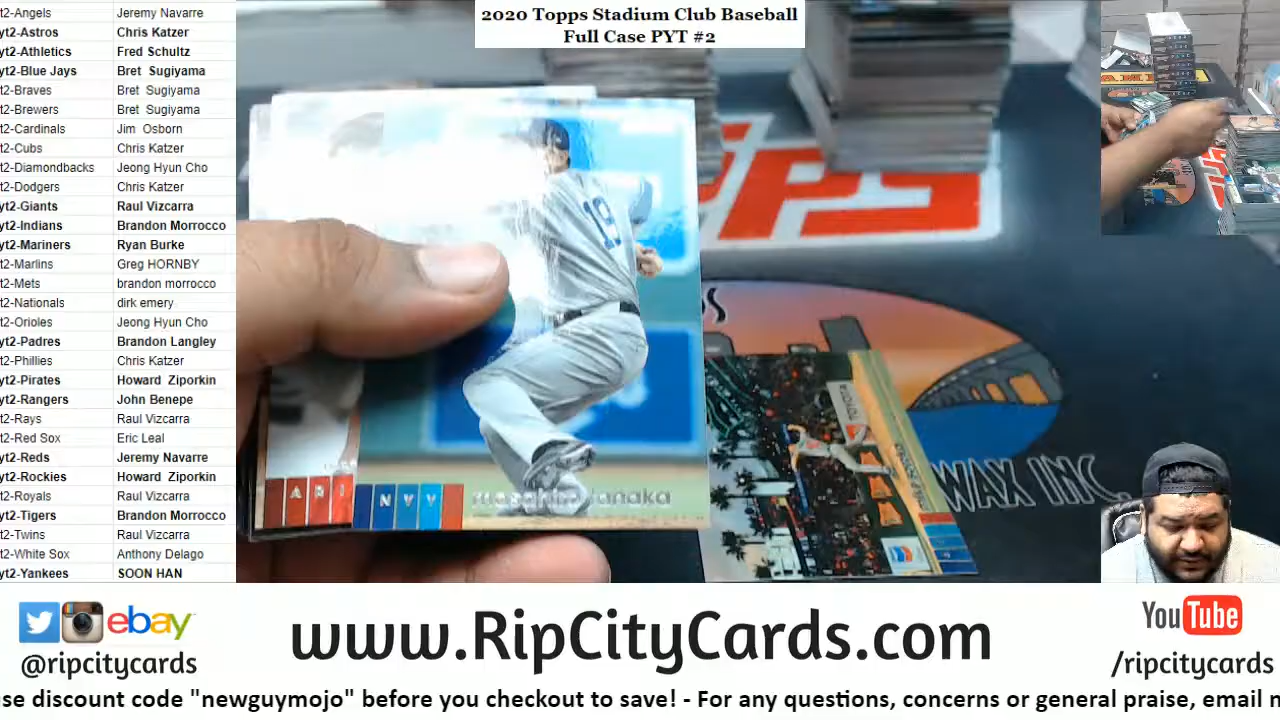 2020 Topps Stadium Club Baseball
Full Case PYT #2
t2-Angels Jeremy Navarre
yt2-Astros Chris Katzer
yt2-Athletics Fred Schultz
yt2-Blue Jays Bret Sugiyama
t2-Braves Bret Sugiyama
t2-Brewers Bret Sugiyama
t2-Cardinals Jim Osborn
t2-Cubs Chris Katzer
t2-Diamondbacks Jeong Hyun Cho
t2-Dodgers Chris Katzer
yt2-Giants Raul Vizcarra
yt2-Indians Brandon Morrocco
yt2-Mariners Ryan Burke
t2-Marlins Greg HORNBY
t2-Mets brandon morrocco
t2-Nationals dirk emery
t2-Orioles Jeong Hyun Cho
yt2-Padres Brandon Langley
t2-Phillies Chris Katzer
yt2-Pirates Howard Ziporkin
yt2-Rangers John Benepe
t2-Rays Raul Vizcarra
t2-Red Sox Eric Leal
yt2-Reds Jeremy Navarre
yt2-Rockies Howard Ziporkin
t2-Royals Raul Vizcarra
yt2-Tigers Brandon Morrocco
t2-Twins Raul Vizcarra
t2-White Sox Anthony Delago
yt2-Yankees SOON HAN
19
ARI
NYY
Tanaka
TOYOTA
WAX INC.
ebay
@ripcitycards
www.RipCityCards.com
YouTube
/ripcitycards
se discount code "newguymojo" before you checkout to save! - For any questions, concerns or general praise, email n